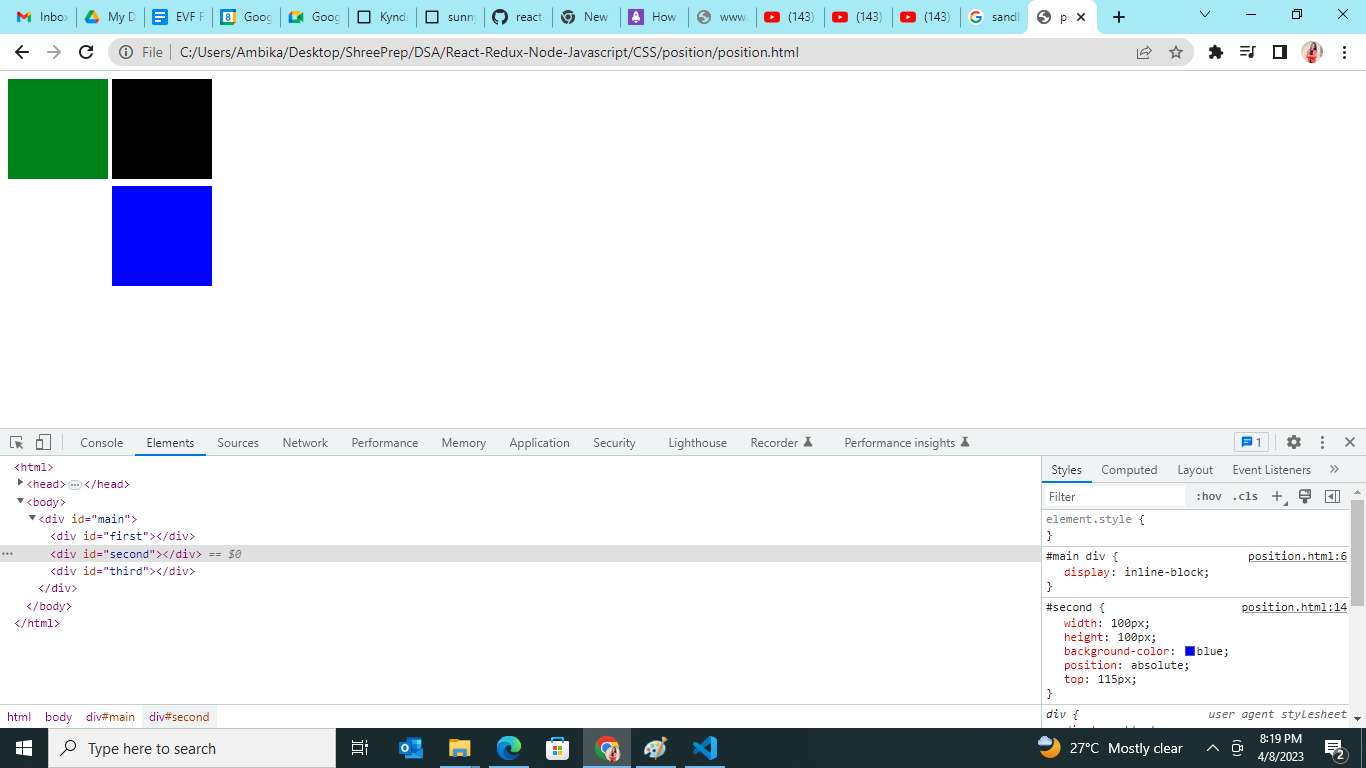 Inbox
My D
EVF F
Goog
Goog
Kynd
sunny
react
New
How
www.
(143)
(143)
(143)
sandl
po
File
C:/Users/Ambika/Desktop/ShreePrep/DSA/React-Redux-Node-Javascript/CSS/position/position.html
Console Elements Sources Network Performance Memory Application Security Lighthouse Recorder Performance insights 1
<html>
<head> ⋯ </head>
<body>
<div id="main">
<div id="first"></div>
<div id="second"></div> == $0
<div id="third"></div>
</div>
</body>
</html>
html body div#main div#second
Styles Computed Layout Event Listeners »
Filter :hov .cls +
element.style {
}
#main div { position.html:6
display: inline-block;
}
#second { position.html:14
width: 100px;
height: 100px;
background-color: blue;
position: absolute;
top: 115px;
}
div { user agent stylesheet
Type here to search
27°C Mostly clear
8:19 PM
4/8/2023
2